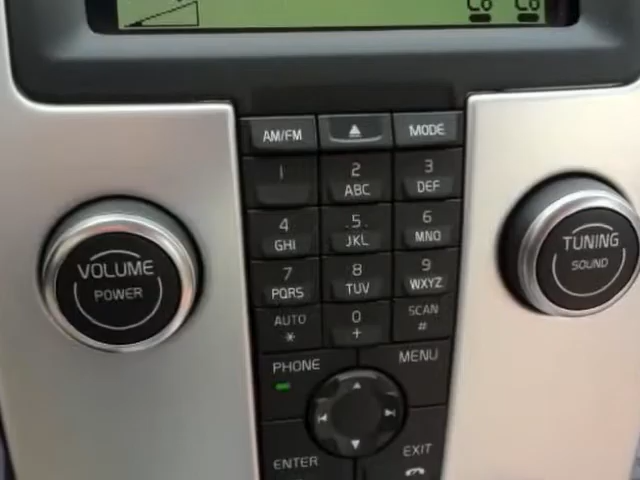 AM/FM MODE
1 2 3
ABC DEF
4 5 6
GHI JKL MNO
7 8 9
PQRS TUV WXYZ
AUTO 0 SCAN
* + #
VOLUME
POWER
TUNING
SOUND
PHONE MENU
ENTER EXIT